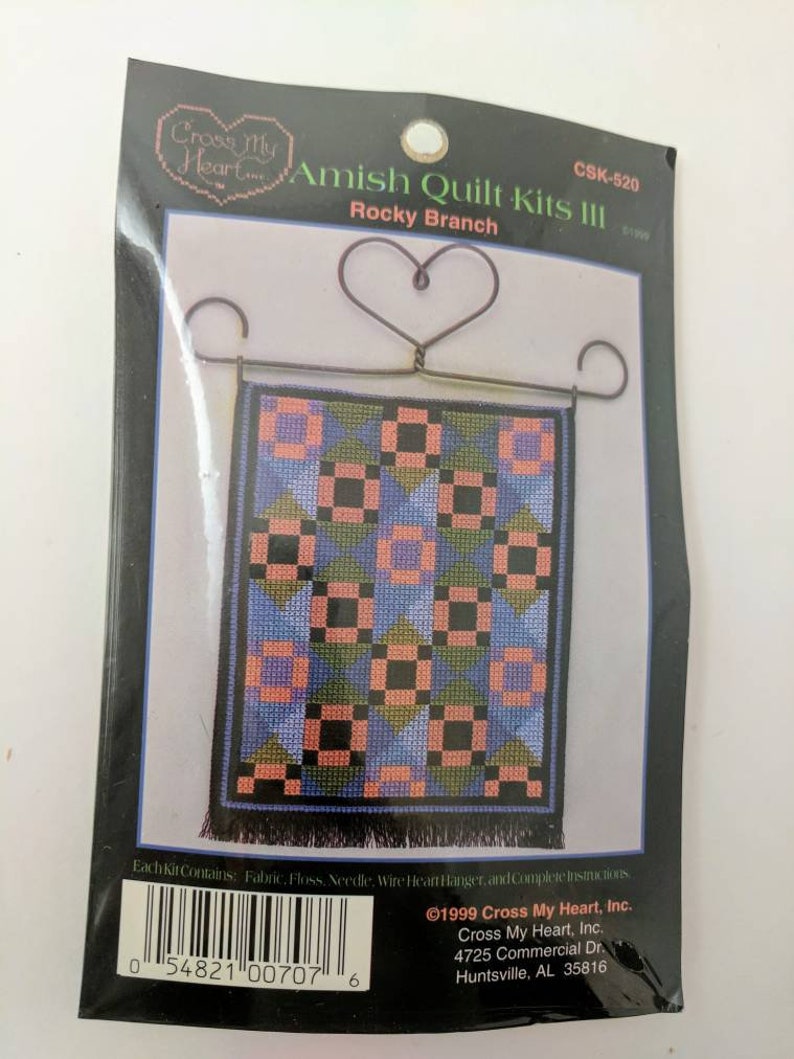 Cross My
Heart INC.
™
Amish Quilt Kits III
CSK-520
Rocky Branch
©1999
Each Kit Contains: Fabric, Floss, Needle, Wire Heart Hanger, and Complete Instructions.
©1999 Cross My Heart, Inc.
Cross My Heart, Inc.
4725 Commercial Dr.
Huntsville, AL 35816
0 54821 00707 6